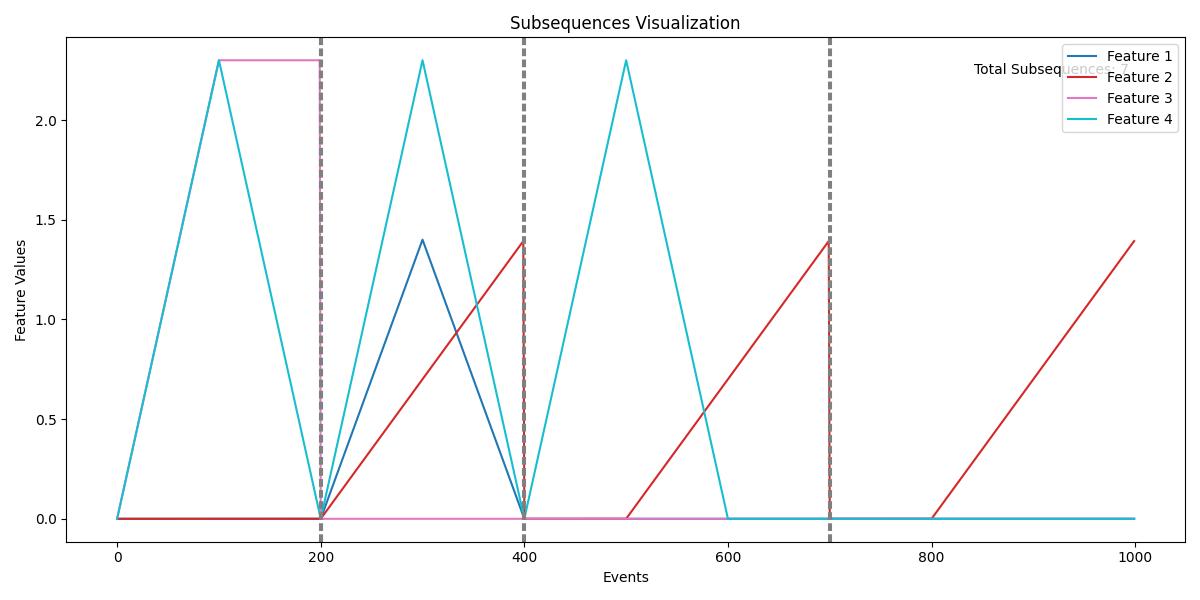 Subsequences Visualization
Total Subsequences: 7
Feature 1
Feature 2
Feature 3
Feature 4
Feature Values
2.0
1.5
1.0
0.5
0.0
0
200
400
600
800
1000
Events